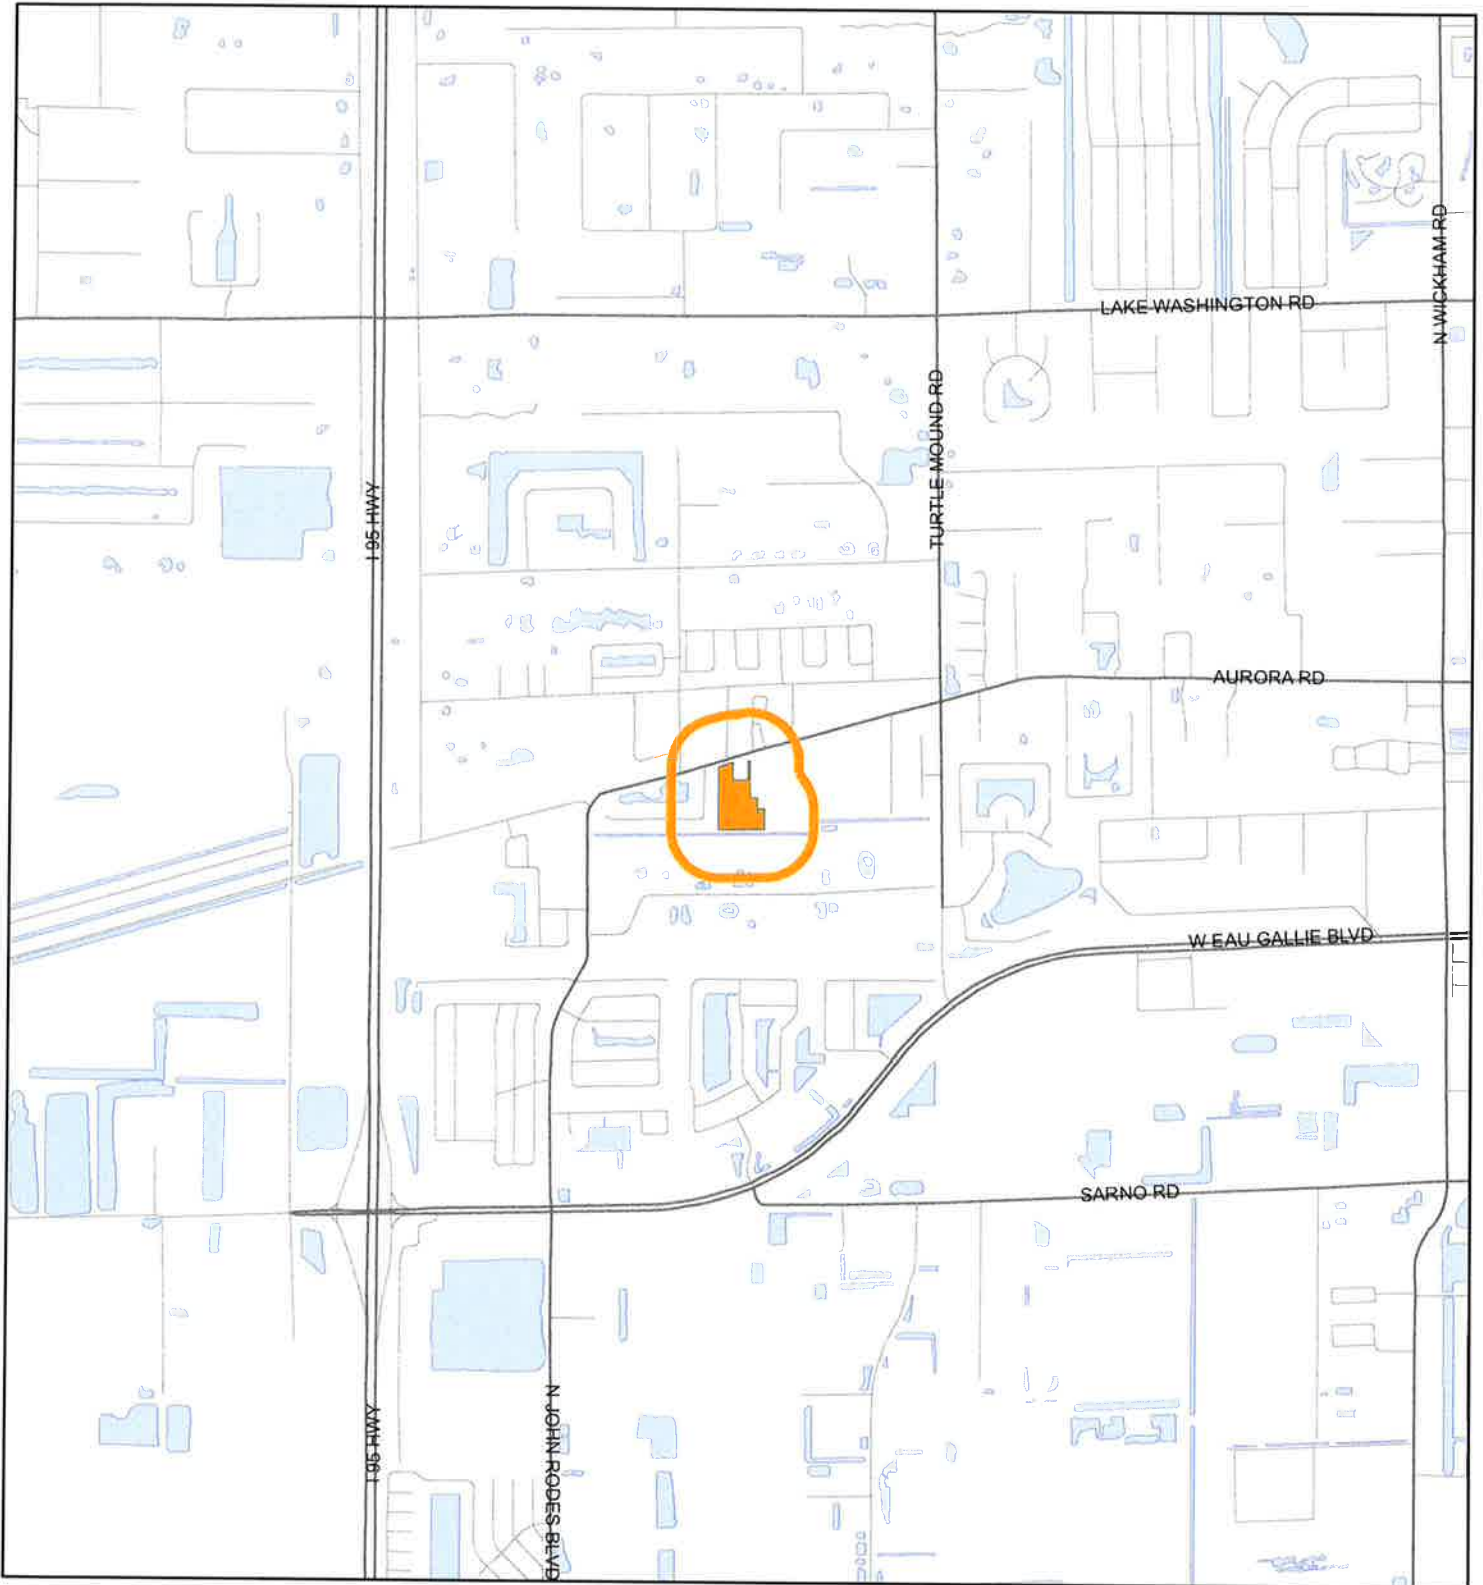 LAKE WASHINGTON RD
N WICKHAM RD
TURTLE MOUND RD
I 95 HWY
AURORA RD
W EAU GALLIE BLVD
SARNO RD
I 95 HWY
N JOHN RODES BLVD